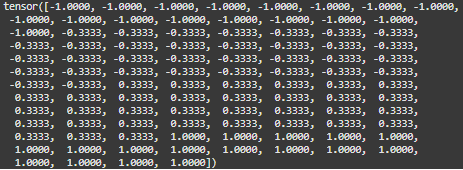 tensor([-1.0000, -1.0000, -1.0000, -1.0000, -1.0000, -1.0000, -1.0000, -1.0000,
-1.0000, -1.0000, -1.0000, -1.0000, -1.0000, -1.0000, -1.0000, -1.0000,
-1.0000, -0.3333, -0.3333, -0.3333, -0.3333, -0.3333, -0.3333, -0.3333,
-0.3333, -0.3333, -0.3333, -0.3333, -0.3333, -0.3333, -0.3333, -0.3333,
-0.3333, -0.3333, -0.3333, -0.3333, -0.3333, -0.3333, -0.3333, -0.3333,
-0.3333, -0.3333, -0.3333, -0.3333, -0.3333, -0.3333, -0.3333, -0.3333,
-0.3333, 0.3333, 0.3333, 0.3333, 0.3333, 0.3333, 0.3333, 0.3333,
0.3333, 0.3333, 0.3333, 0.3333, 0.3333, 0.3333, 0.3333, 0.3333,
0.3333, 0.3333, 0.3333, 0.3333, 0.3333, 0.3333, 0.3333, 0.3333,
0.3333, 0.3333, 0.3333, 0.3333, 0.3333, 0.3333, 0.3333, 0.3333,
0.3333, 0.3333, 1.0000, 1.0000, 1.0000, 1.0000, 1.0000, 1.0000,
1.0000, 1.0000, 1.0000, 1.0000, 1.0000, 1.0000, 1.0000, 1.0000,
1.0000, 1.0000, 1.0000, 1.0000])